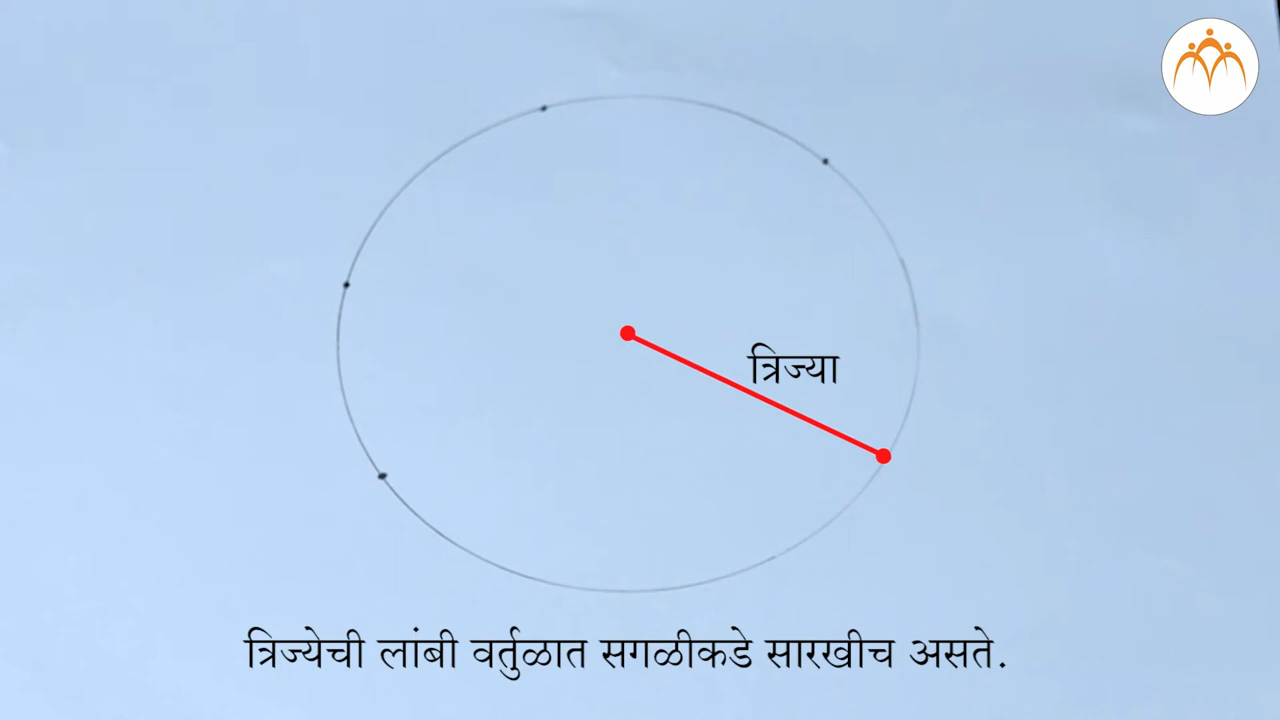 त्रिज्या
त्रिज्येची लांबी वर्तुळात सगळीकडे सारखीच असते.